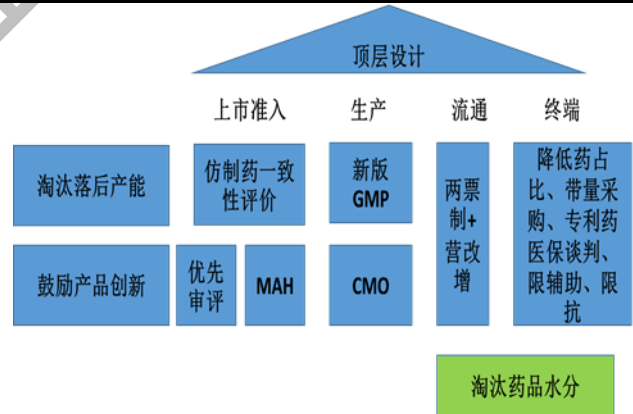 顶层设计
上市准入
生产
流通
终端
淘汰落后产能
仿制药一致
性评价
新版
GMP
两票
制+
营改
增
降低药占
比、带量采
购、专利药
医保谈判、
限辅助、限
抗
鼓励产品创新
优先
审评
MAH
CMO
淘汰药品水分